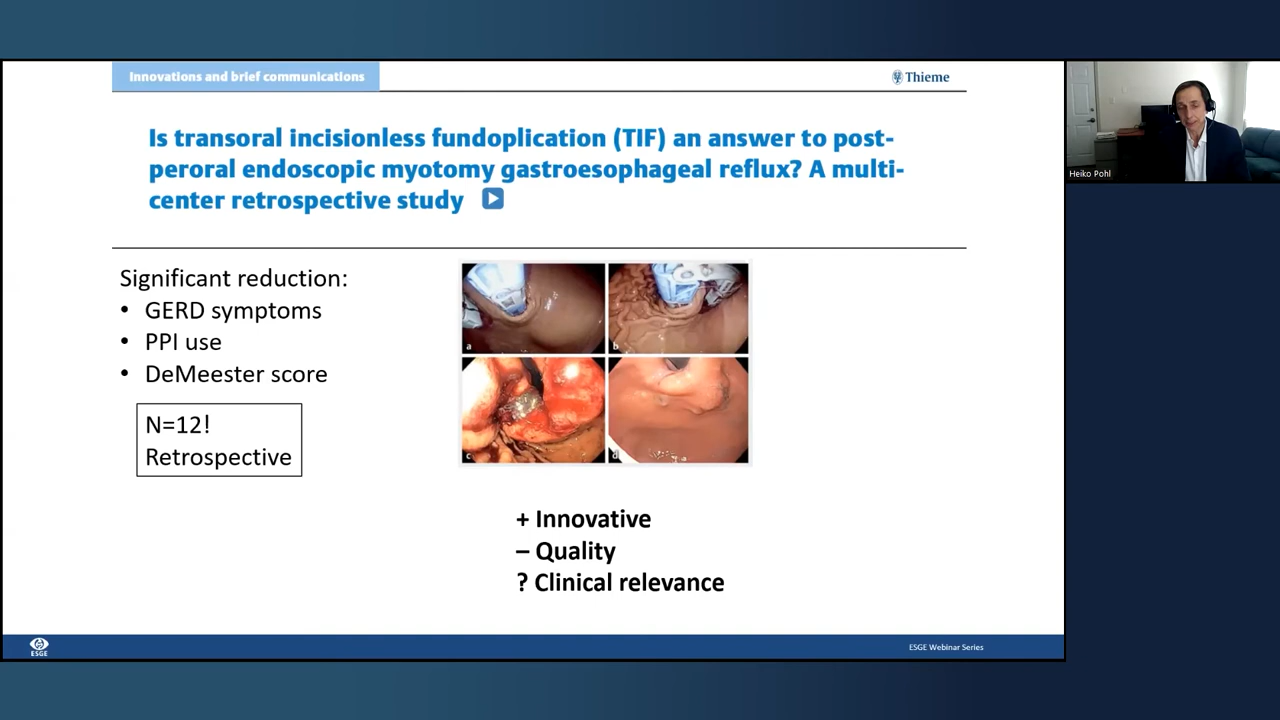 Innovations and brief communications
Thieme
Is transoral incisionless fundoplication (TIF) an answer to post-
peroral endoscopic myotomy gastroesophageal reflux? A multi-
center retrospective study
Significant reduction:
• GERD symptoms
• PPI use
• DeMeester score
N=12!
Retrospective
a
b
c
d
+ Innovative
– Quality
? Clinical relevance
ESGE
ESGE Webinar Series
Heiko Pohl